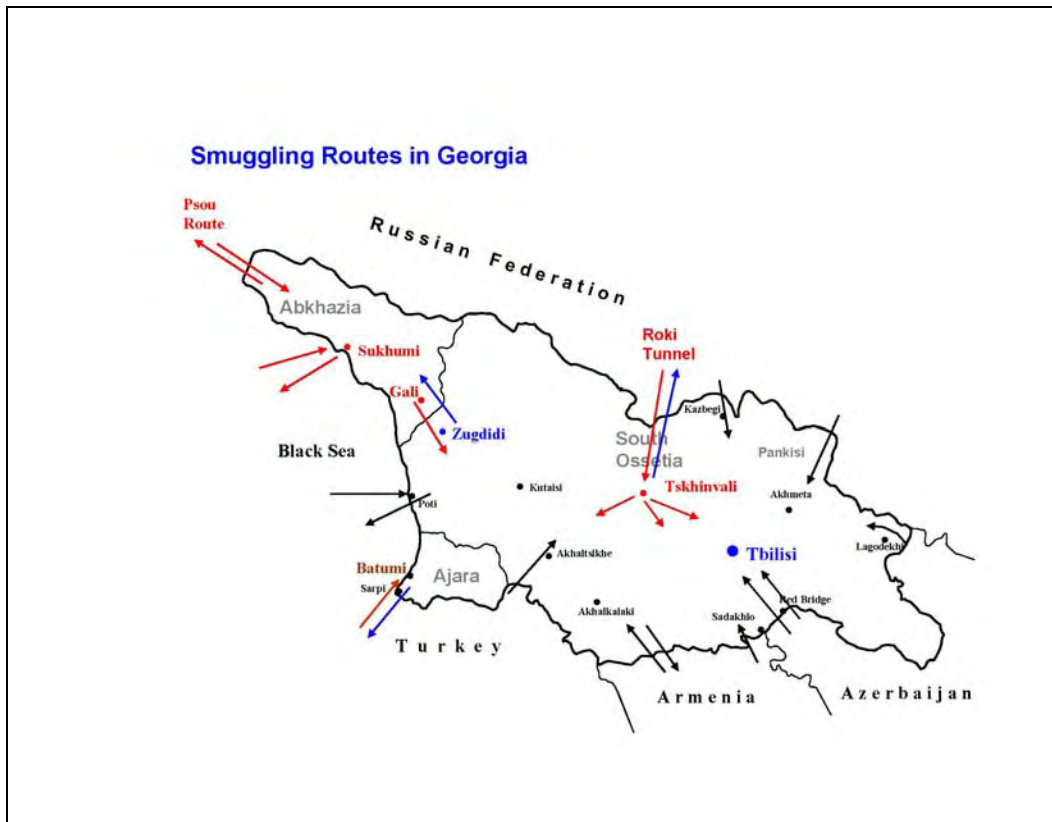 Smuggling Routes in Georgia
Psou
Route
Russian Federation
Abkhazia
Sukhumi
Roki
Tunnel
Gali
Kazbegi
Zugdidi
South
Ossetia
Black Sea
Pankisi
Kutaisi
Tskhinvali
Poti
Akhmeta
Tbilisi
Lagodekhi
Akhaltsikhe
Batumi
Ajara
Sarpi
Akhalkalaki
Red Bridge
Sadakhlo
Turkey
Armenia
Azerbaijan